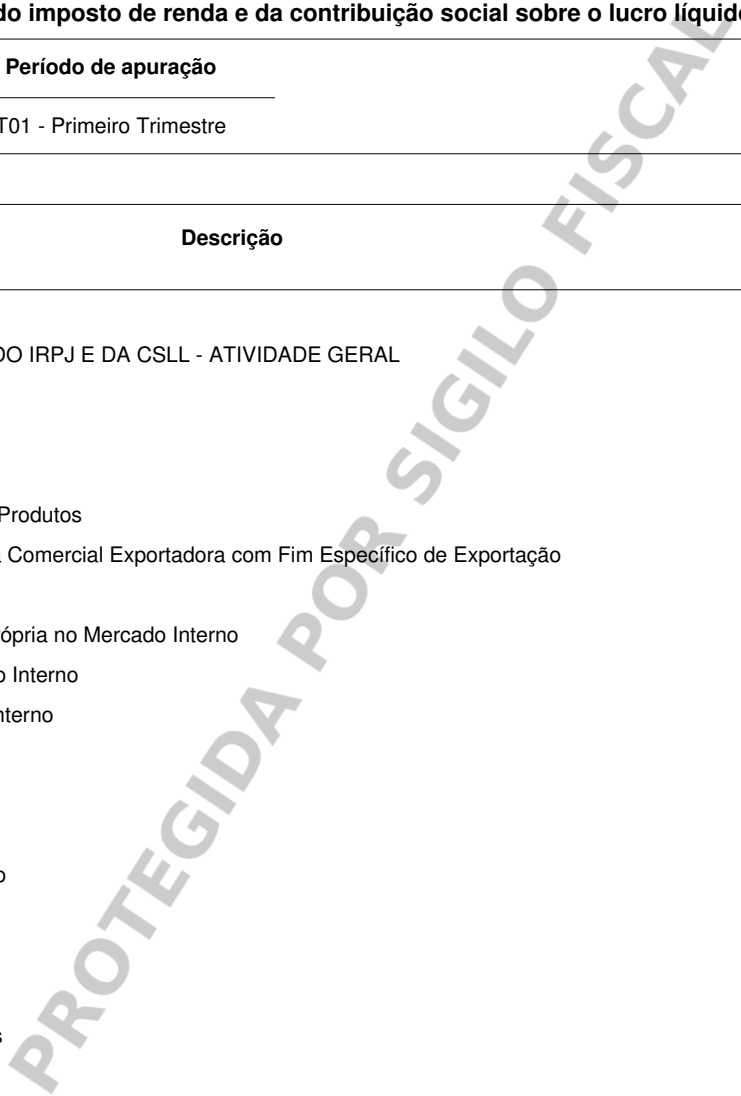 do imposto de renda e da contribuição social sobre o lucro líquido
Período de apuração
T01 - Primeiro Trimestre
Descrição
DO IRPJ E DA CSLL - ATIVIDADE GERAL
Produtos
a Comercial Exportadora com Fim Específico de Exportação
rópria no Mercado Interno
o Interno
nterno
o
s
PROTEGIDA POR SIGILO FISCAL